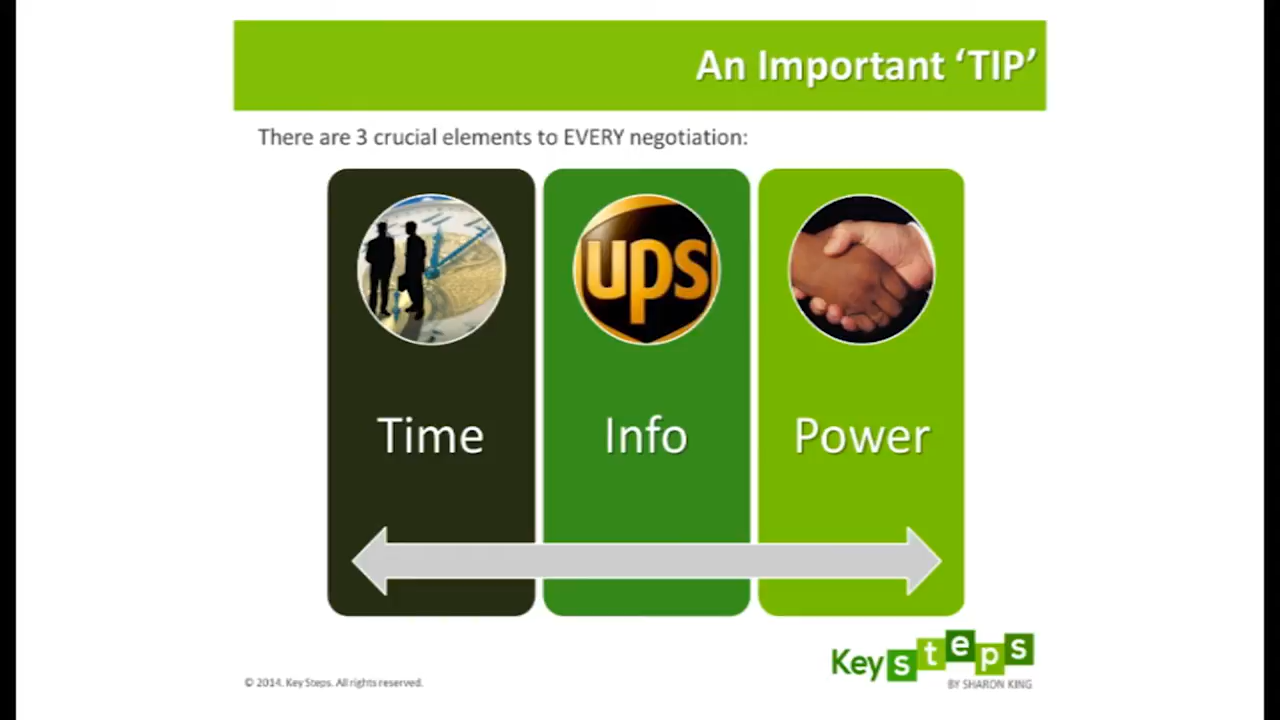 An Important ‘TIP’
There are 3 crucial elements to EVERY negotiation:
ups
Time
Info
Power
Key steps
BY SHARON KING
© 2014. Key Steps. All rights reserved.